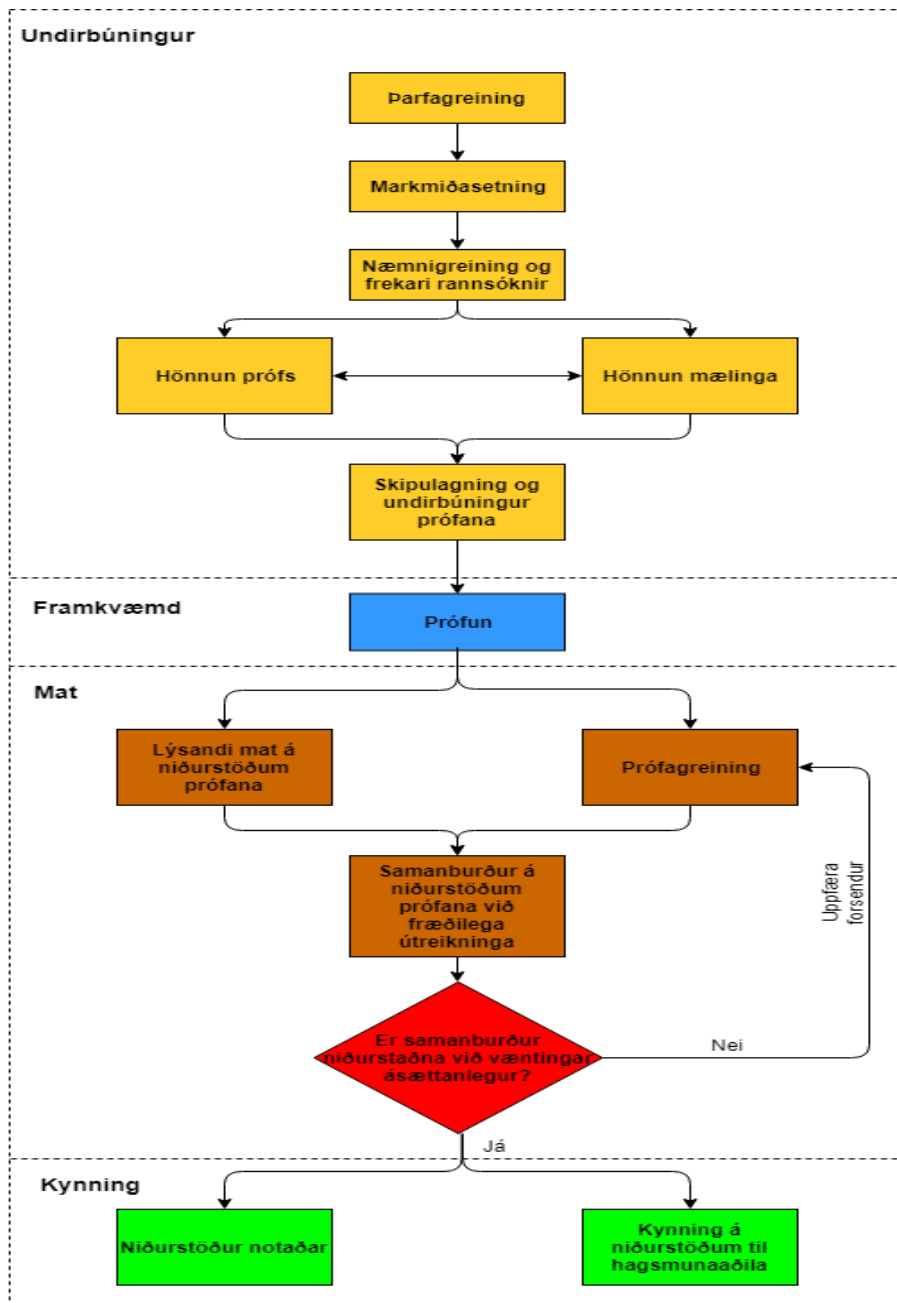 Undirbúningur
Þarfagreining
Markmiðasetning
Næmnigreining og
frekari rannsóknir
Hönnun prófs
Hönnun mælinga
Skipulagning og
undirbúningur
prófana
Framkvæmd
Prófun
Mat
Lýsandi mat á
niðurstöðum
prófana
Prófagreining
Samanburður á
niðurstöðum
prófana við
fræðilega
útreikninga
Uppfæra
forsendur
Er samanburður
niðurstaðna við væntingar
ásættanlegur?
Nei
Já
Kynning
Niðurstöður notaðar
Kynning á
niðurstöðum til
hagsmunaaðila